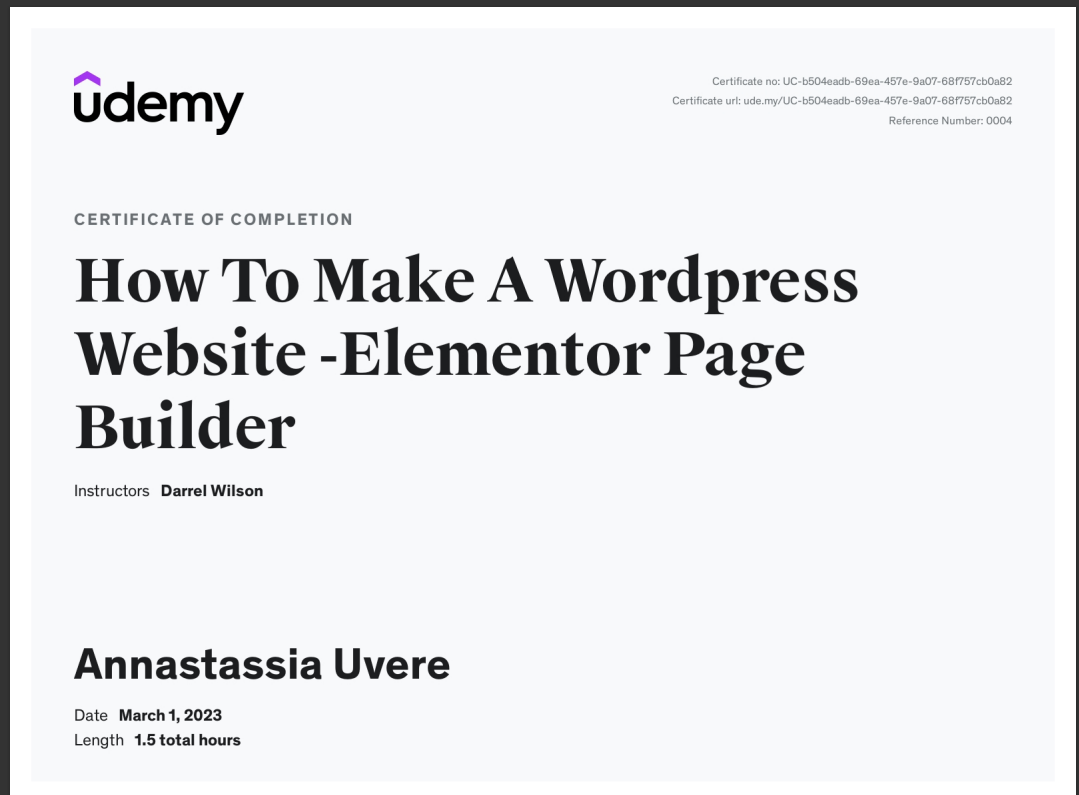 udemy
Certificate no: UC-b504eadb-69ea-457e-9a07-68f757cb0a82
Certificate url: ude.my/UC-b504eadb-69ea-457e-9a07-68f757cb0a82
Reference Number: 0004
CERTIFICATE OF COMPLETION
How To Make A Wordpress
Website -Elementor Page
Builder
Instructors Darrel Wilson
Annastassia Uvere
Date March 1, 2023
Length 1.5 total hours